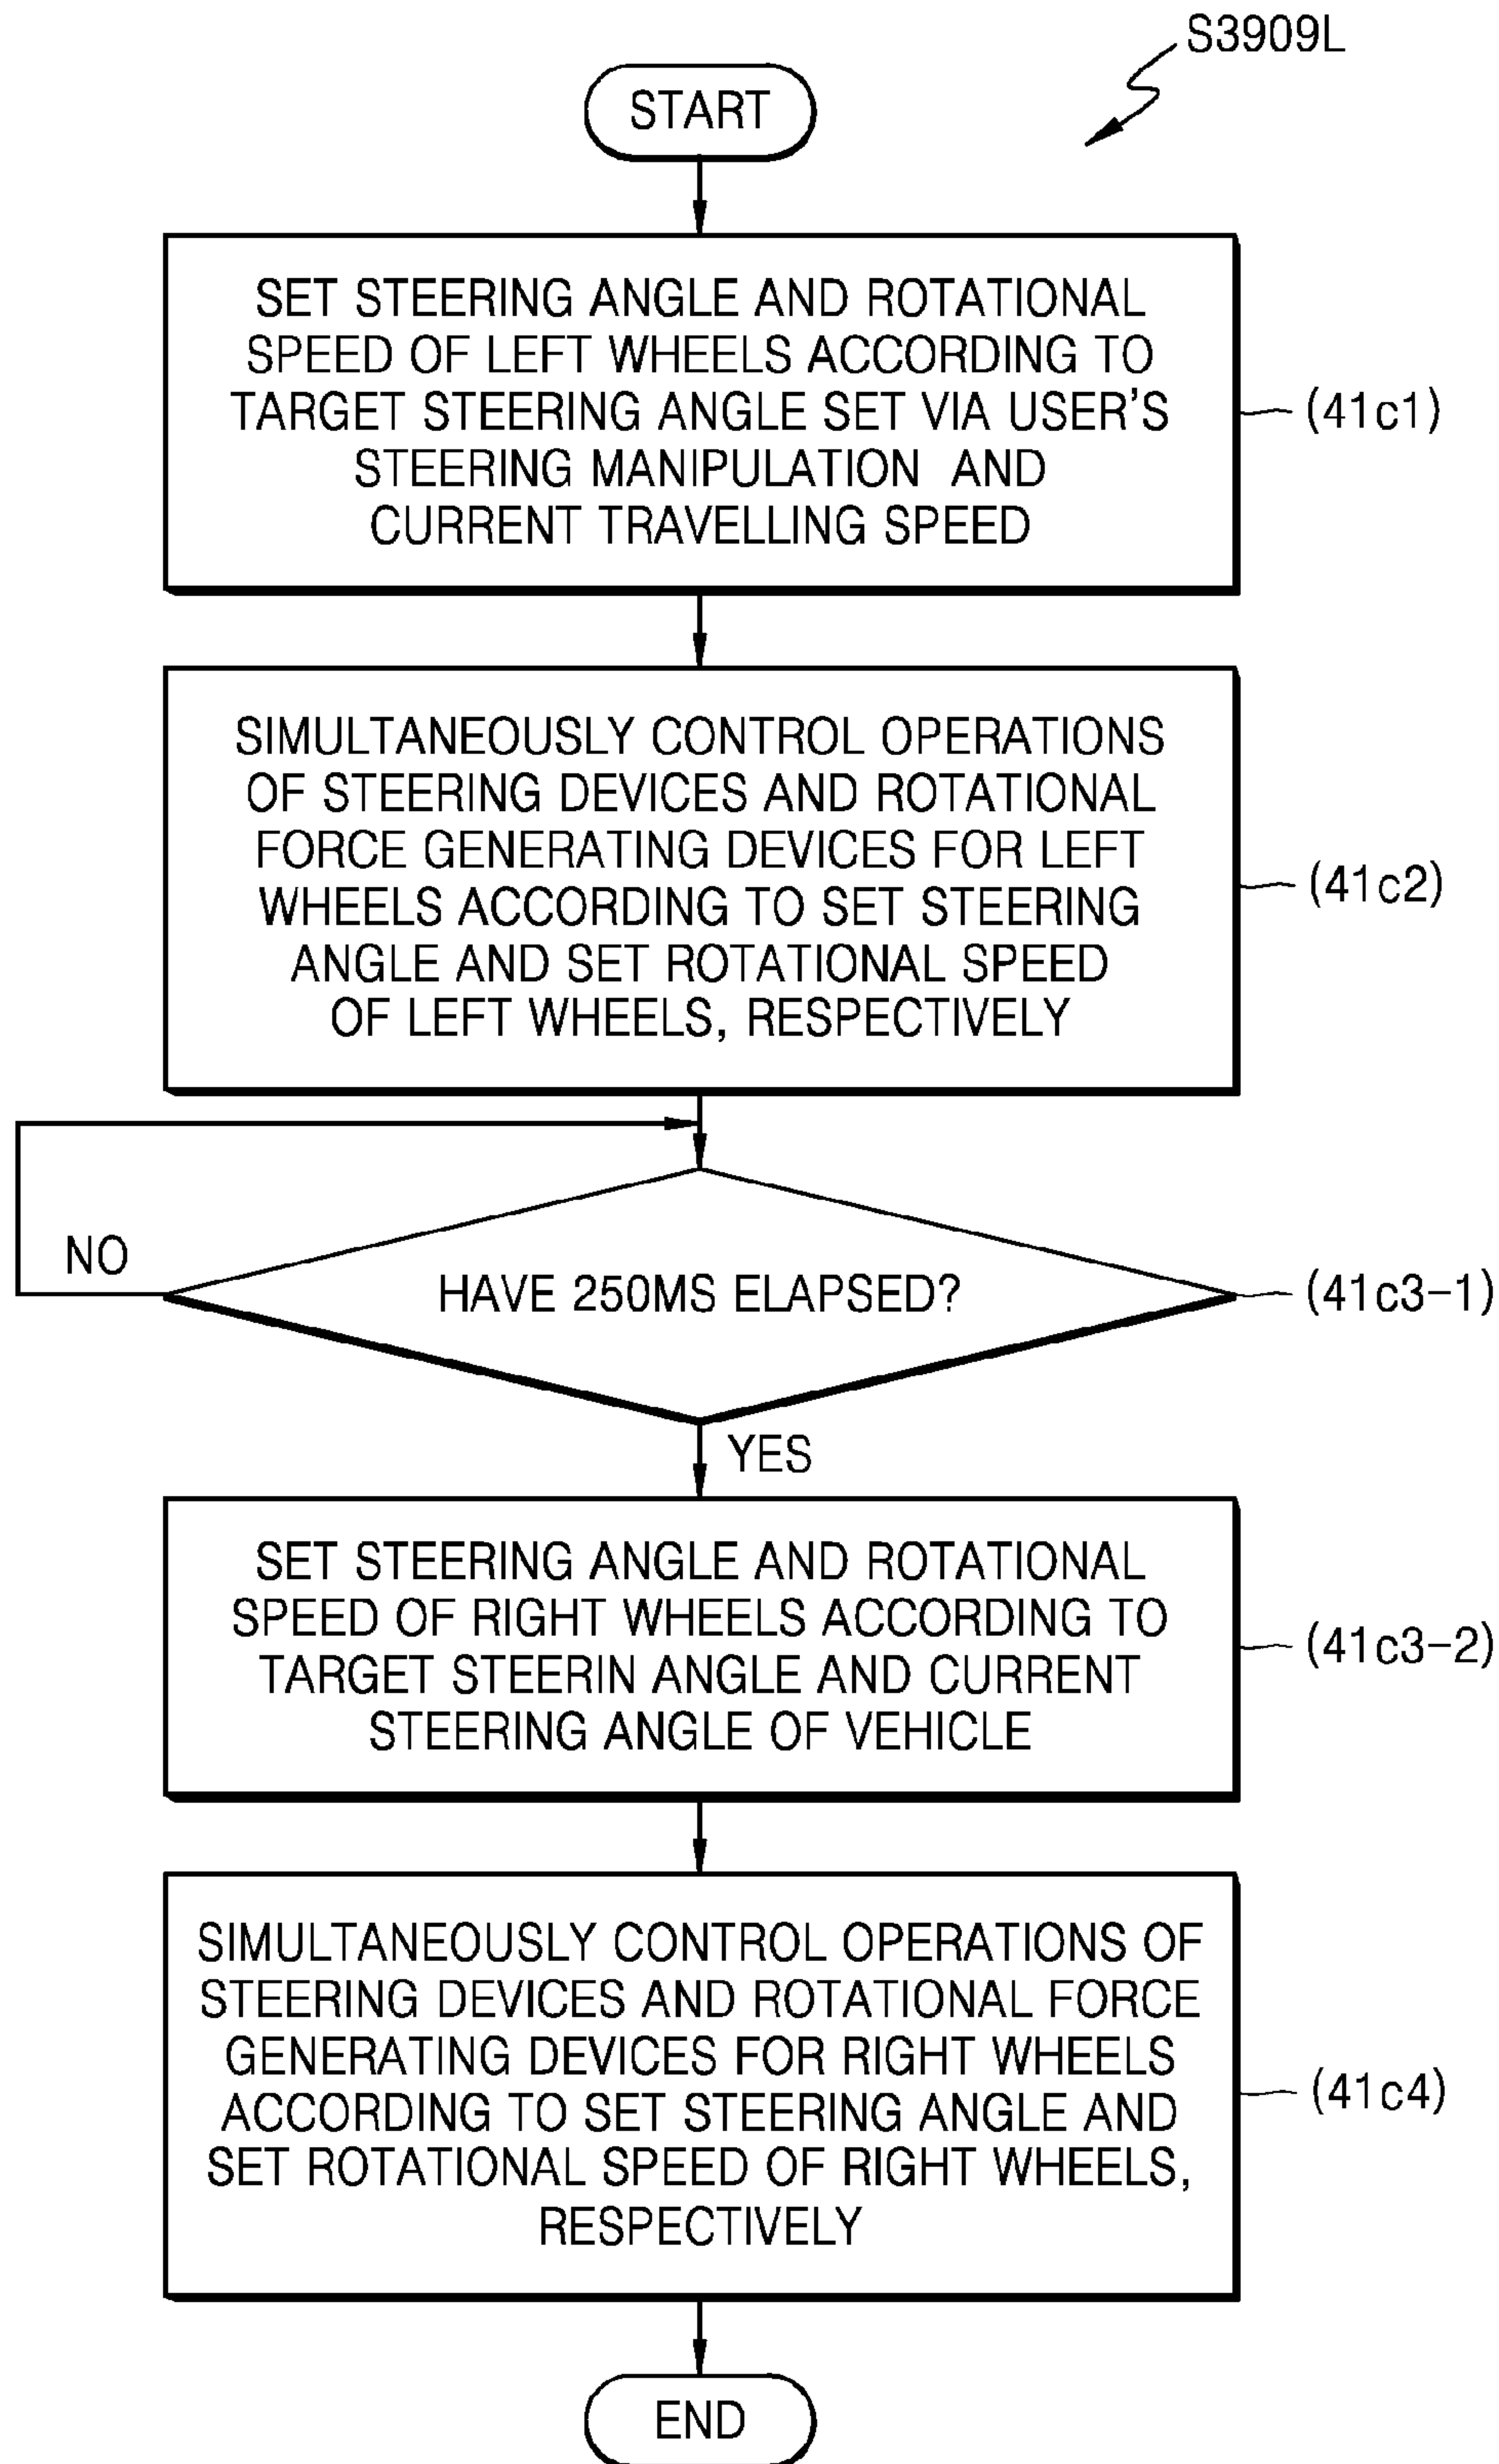 S3909L
START
SET STEERING ANGLE AND ROTATIONAL
SPEED OF LEFT WHEELS ACCORDING TO
TARGET STEERING ANGLE SET VIA USER'S
STEERING MANIPULATION AND
CURRENT TRAVELLING SPEED
(41c1)
SIMULTANEOUSLY CONTROL OPERATIONS
OF STEERING DEVICES AND ROTATIONAL
FORCE GENERATING DEVICES FOR LEFT
WHEELS ACCORDING TO SET STEERING
ANGLE AND SET ROTATIONAL SPEED
OF LEFT WHEELS, RESPECTIVELY
(41c2)
NO
HAVE 250MS ELAPSED?
(41c3-1)
YES
SET STEERING ANGLE AND ROTATIONAL
SPEED OF RIGHT WHEELS ACCORDING TO
TARGET STEERIN ANGLE AND CURRENT
STEERING ANGLE OF VEHICLE
(41c3-2)
SIMULTANEOUSLY CONTROL OPERATIONS OF
STEERING DEVICES AND ROTATIONAL FORCE
GENERATING DEVICES FOR RIGHT WHEELS
ACCORDING TO SET STEERING ANGLE AND
SET ROTATIONAL SPEED OF RIGHT WHEELS,
RESPECTIVELY
(41c4)
END